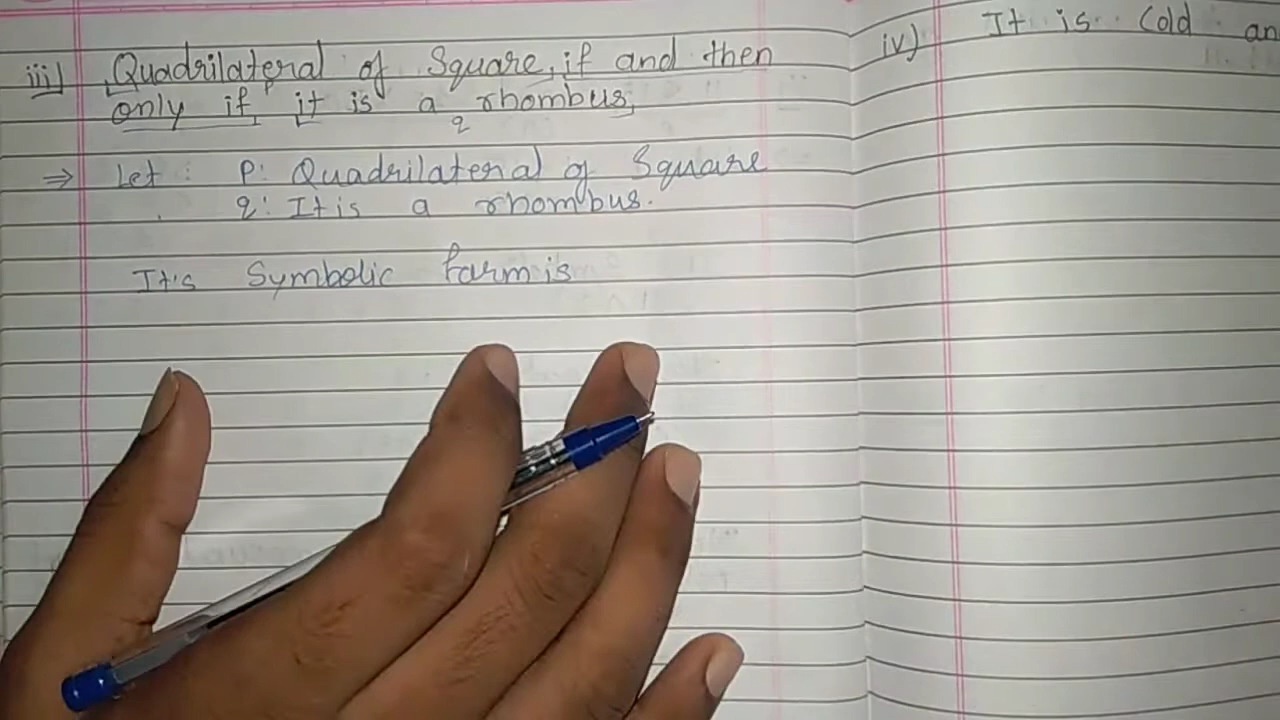 iii) Quadrilateral of Square, if and then
only if, it is a rhombus,
p
q
⇒ Let : P: Quadrilateral of Square
q: It is a rhombus.
It's Symbolic form is
iv) It is Cold an